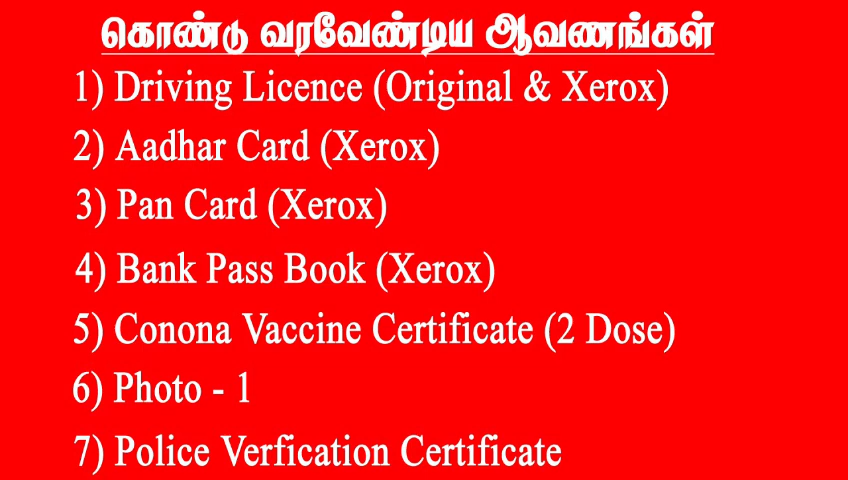 கொண்டு வரவேண்டிய ஆவணங்கள்
1) Driving Licence (Original & Xerox)
2) Aadhar Card (Xerox)
3) Pan Card (Xerox)
4) Bank Pass Book (Xerox)
5) Conona Vaccine Certificate (2 Dose)
6) Photo - 1
7) Police Verfication Certificate